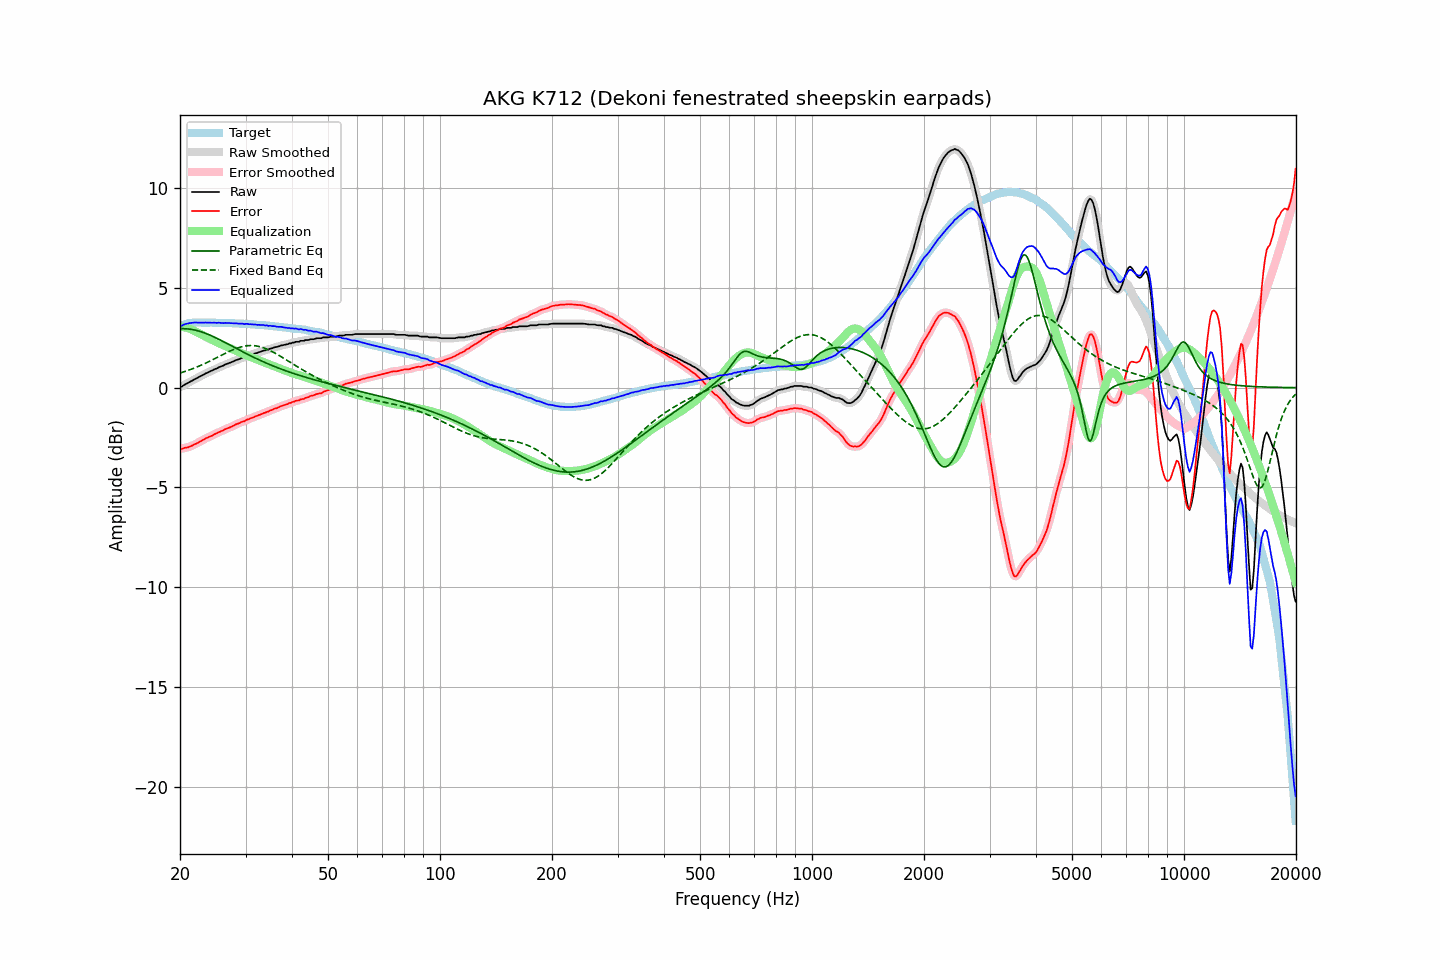 AKG K712 (Dekoni fenestrated sheepskin earpads)
Target
Raw Smoothed
Error Smoothed
Raw
Error
Equalization
Parametric Eq
Fixed Band Eq
Equalized
Amplitude (dBr)
10
5
0
−5
−10
−15
−20
20 50 100 200 500 1000 2000 5000 10000 20000
Frequency (Hz)